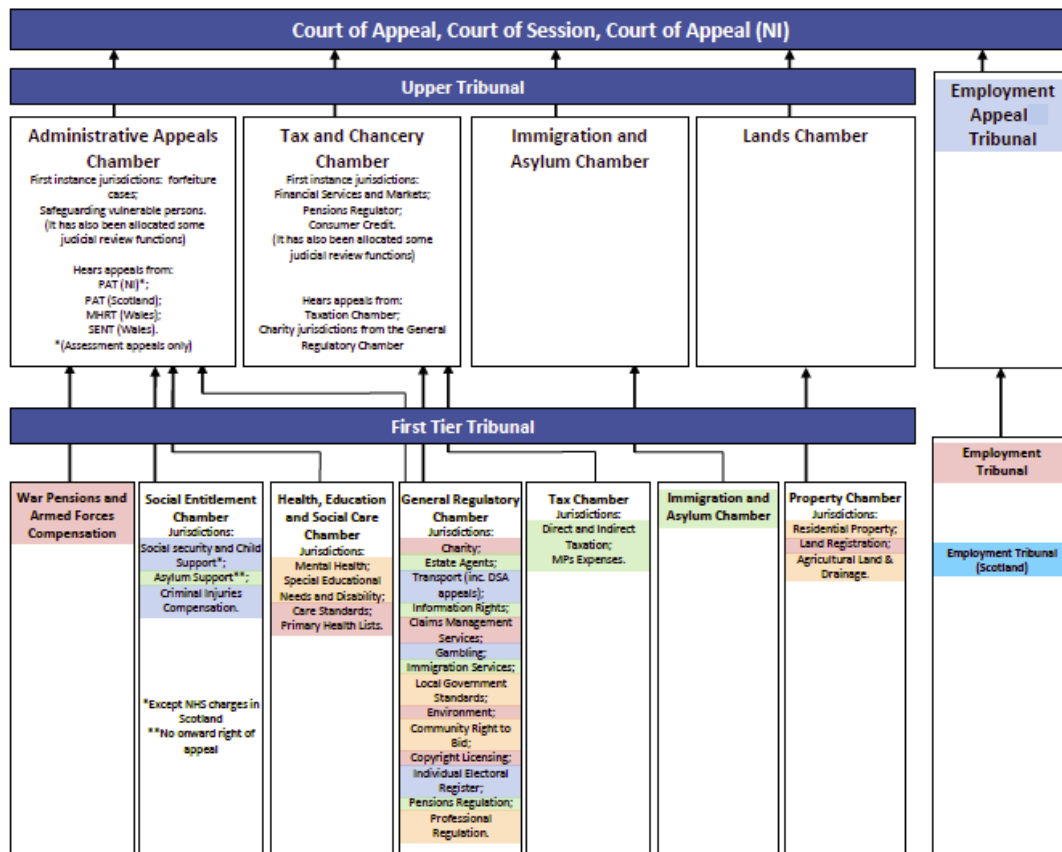 Court of Appeal, Court of Session, Court of Appeal (NI)
Upper Tribunal
Employment
Appeal
Tribunal
Administrative Appeals
Chamber
First instance jurisdictions: forfeiture
cases;
Safeguarding vulnerable persons.
(It has also been allocated some
judicial review functions)
Hears appeals from:
PAT (NI)*;
PAT (Scotland);
MHRT (Wales);
SENT (Wales).
*(Assessment appeals only)
Tax and Chancery
Chamber
First instance jurisdictions:
Financial Services and Markets;
Pensions Regulator;
Consumer Credit.
(It has also been allocated some
judicial review functions)
Hears appeals from:
Taxation Chamber;
Charity jurisdictions from the General
Regulatory Chamber
Immigration and
Asylum Chamber
Lands Chamber
First Tier Tribunal
War Pensions and
Armed Forces
Compensation
Social Entitlement
Chamber
Jurisdictions:
Social security and Child
Support*;
Asylum Support**;
Criminal Injuries
Compensation.
*Except NHS charges in
Scotland
**No onward right of
appeal
Health, Education
and Social Care
Chamber
Jurisdictions:
Mental Health;
Special Educational
Needs and Disability;
Care Standards;
Primary Health Lists.
General Regulatory
Chamber
Jurisdictions:
Charity;
Estate Agents;
Transport (inc. DSA
appeals);
Information Rights;
Claims Management
Services;
Gambling;
Immigration Services;
Local Government
Standards;
Environment;
Community Right to
Bid;
Copyright Licensing;
Individual Electoral
Register;
Pensions Regulation;
Professional
Regulation.
Tax Chamber
Jurisdictions:
Direct and Indirect
Taxation;
MPs Expenses.
Immigration and
Asylum Chamber
Property Chamber
Jurisdictions:
Residential Property;
Land Registration;
Agricultural Land &
Drainage.
Employment
Tribunal
Employment Tribunal
(Scotland)